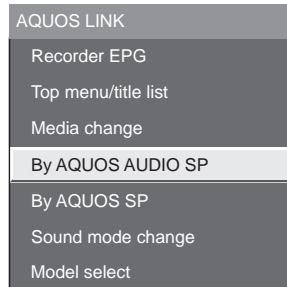 AQUOS LINK
Recorder EPG
Top menu/title list
Media change
By AQUOS AUDIO SP
By AQUOS SP
Sound mode change
Model select